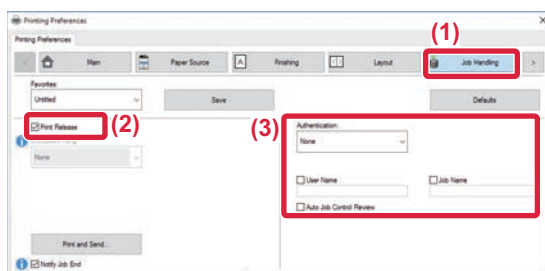 Printing Preferences
Printing Preferences
(1)
Main
Paper Source
Finishing
Layout
Job Handling
Favorites:
Untitled
Save
Defaults
Print Release
(2)
None
Print and Send...
Notify Job End
(3)
Authentication:
None
User Name
Job Name
Auto Job Control Review